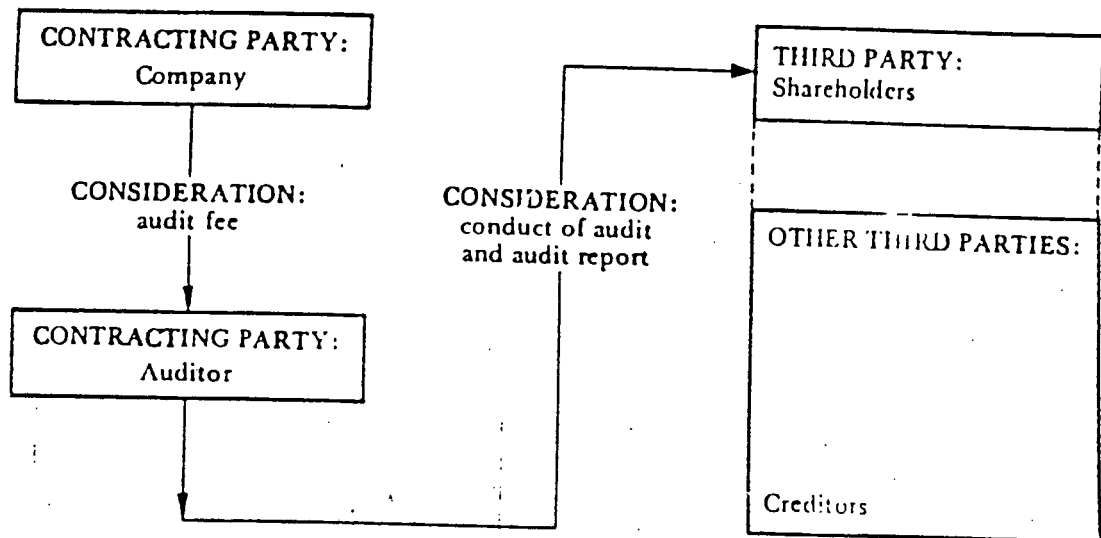 CONTRACTING PARTY:
Company
CONSIDERATION:
audit fee
CONTRACTING PARTY:
Auditor
CONSIDERATION:
conduct of audit
and audit report
THIRD PARTY:
Shareholders
OTHER THIRD PARTIES:
Creditors